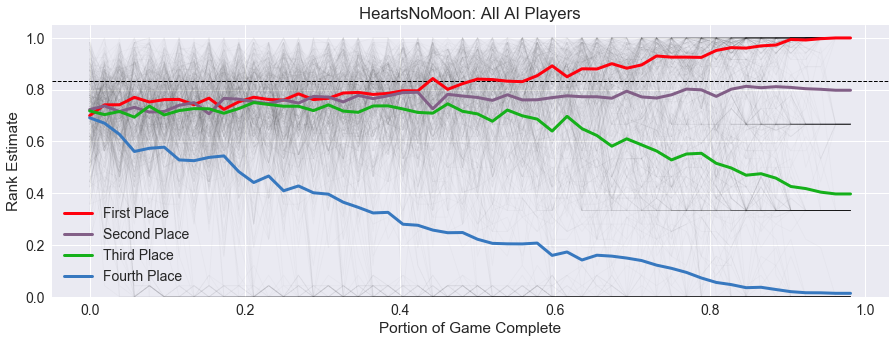 HeartsNoMoon: All AI Players
Rank Estimate
1.0
0.8
0.6
0.4
0.2
0.0
First Place
Second Place
Third Place
Fourth Place
0.0 0.2 0.4 0.6 0.8 1.0
Portion of Game Complete